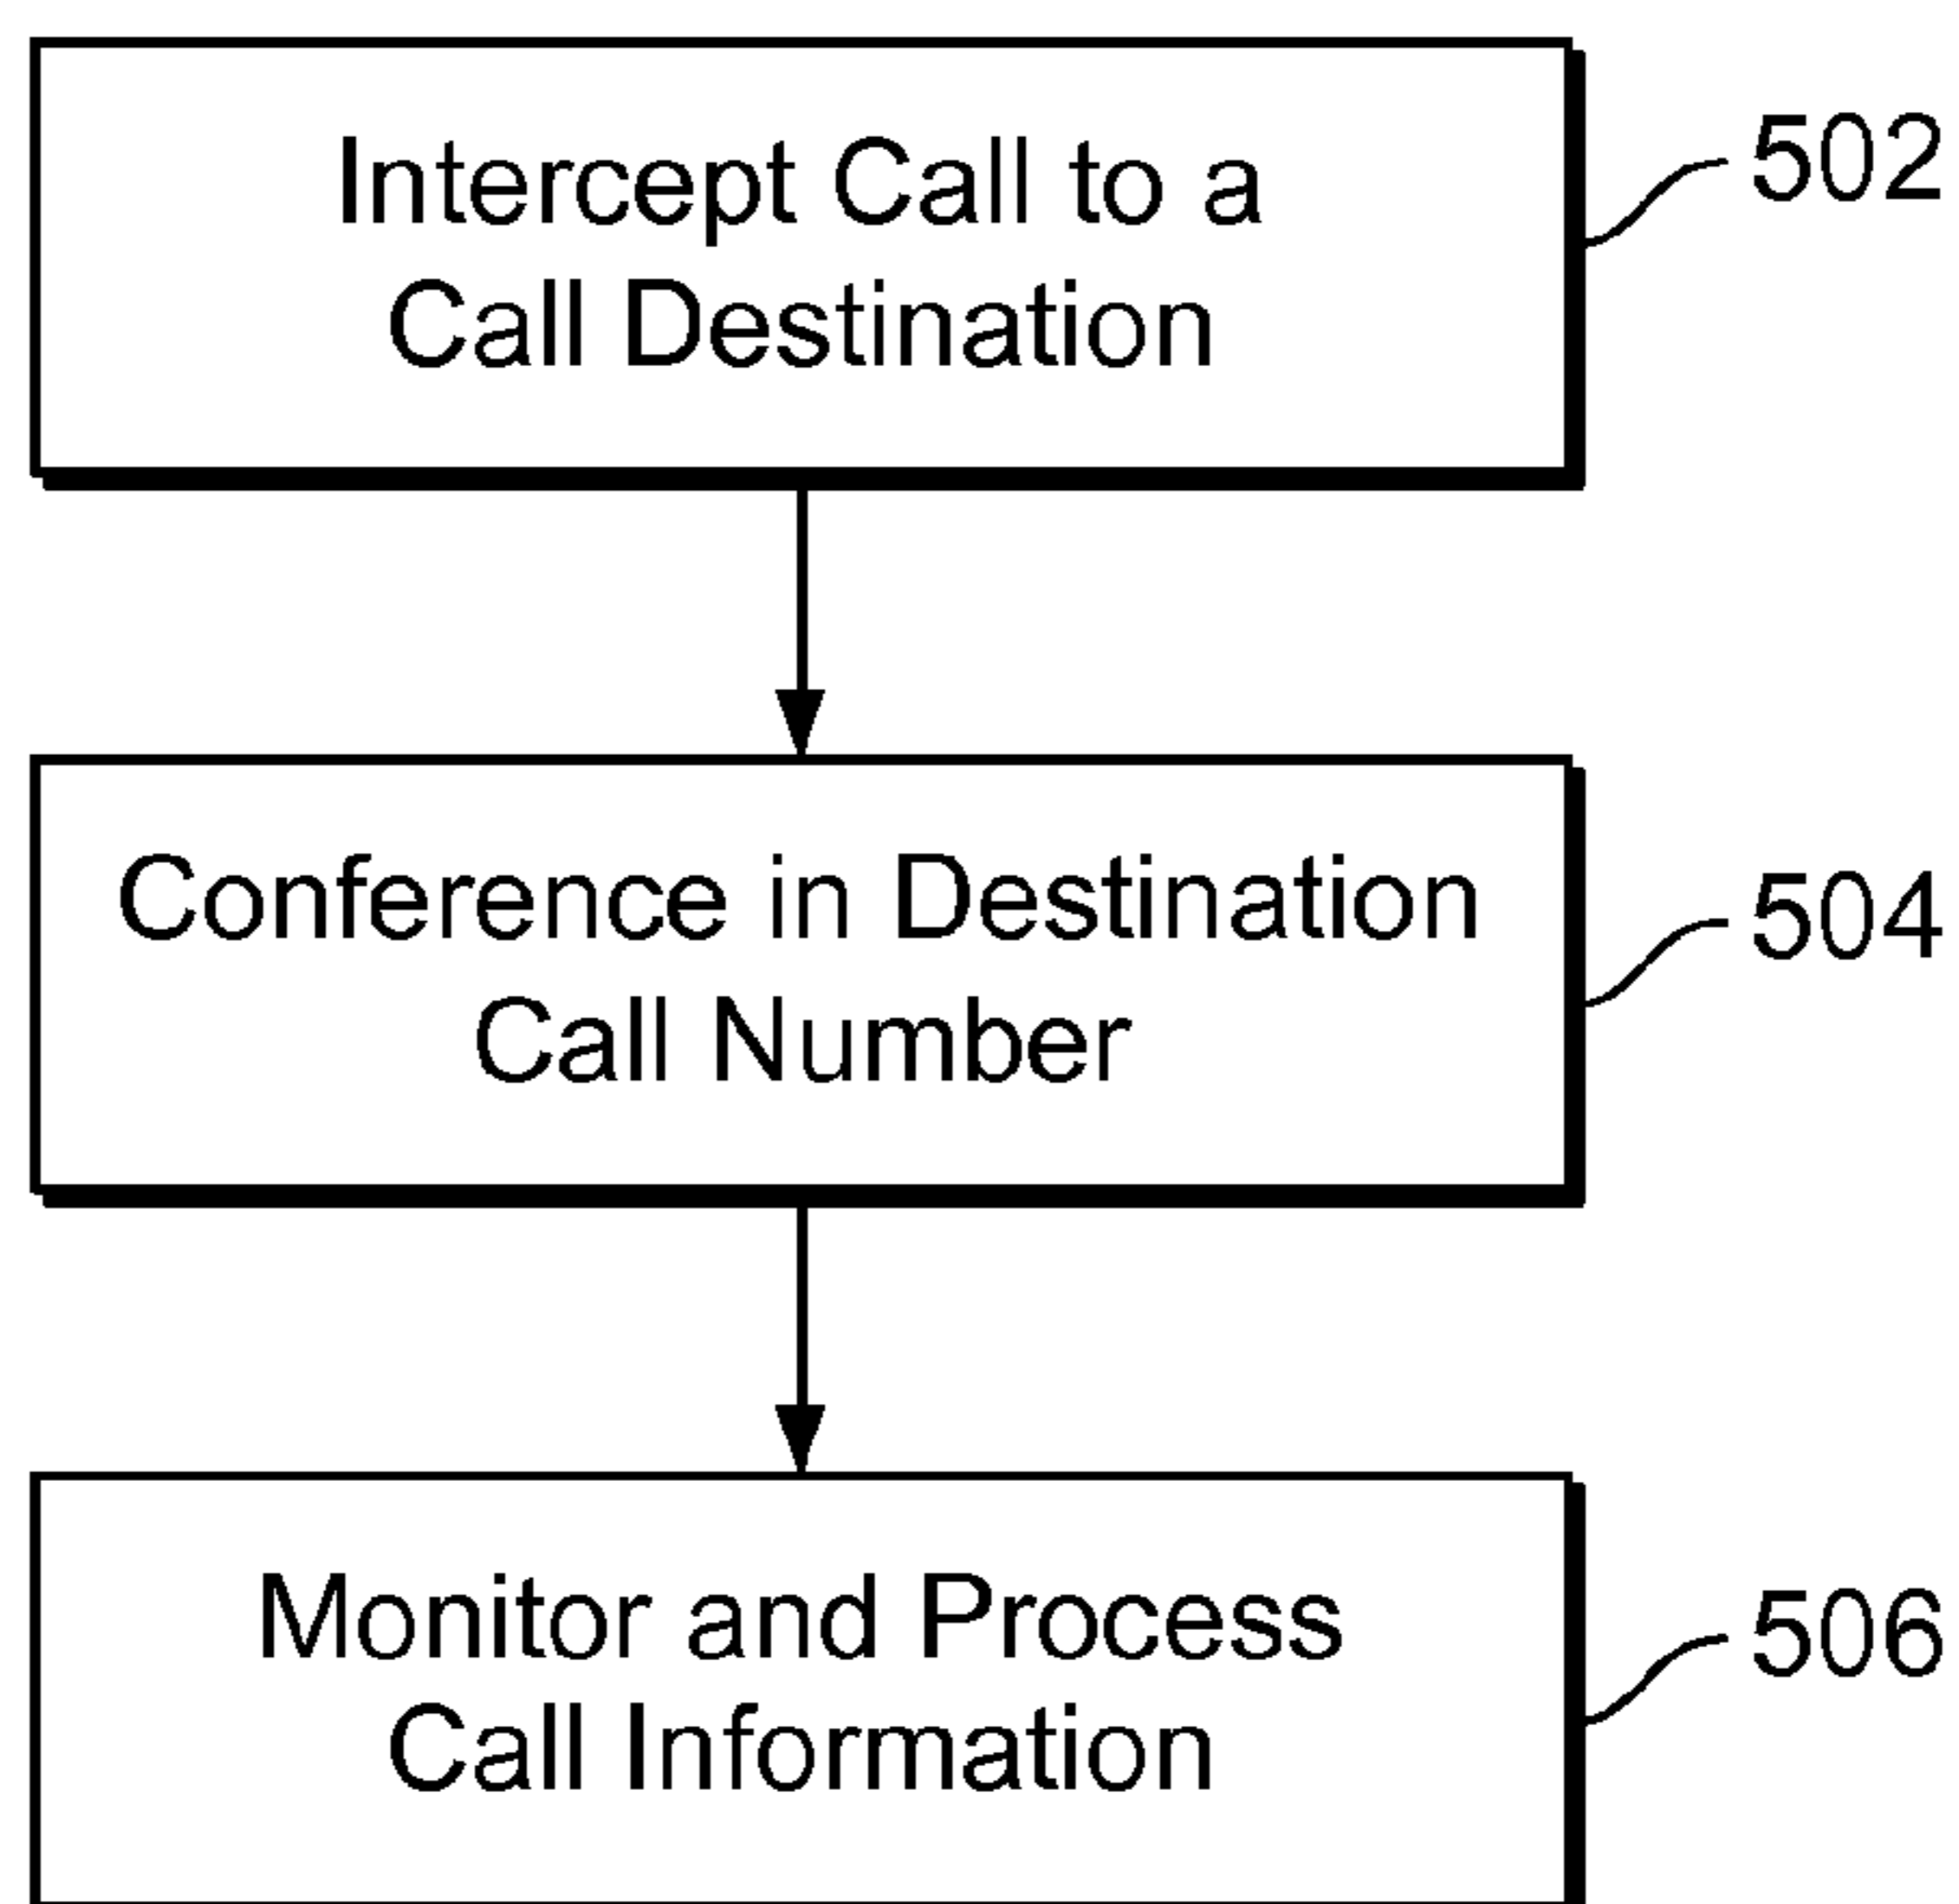 Intercept Call to a
Call Destination
502
Conference in Destination
Call Number
504
Monitor and Process
Call Information
506